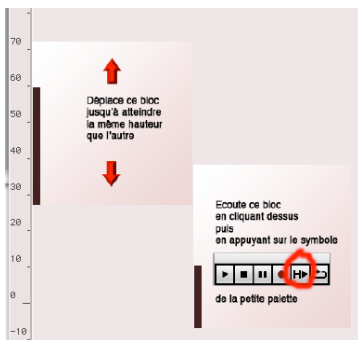 70
60
Déplace ce bloc
jusqu'à atteindre
la même hauteur
que l'autre
50
40
30
20
10
0
-10
Ecoute ce bloc
en cliquant dessus
puis
en appuyant sur le symbole
H
de la petite palette